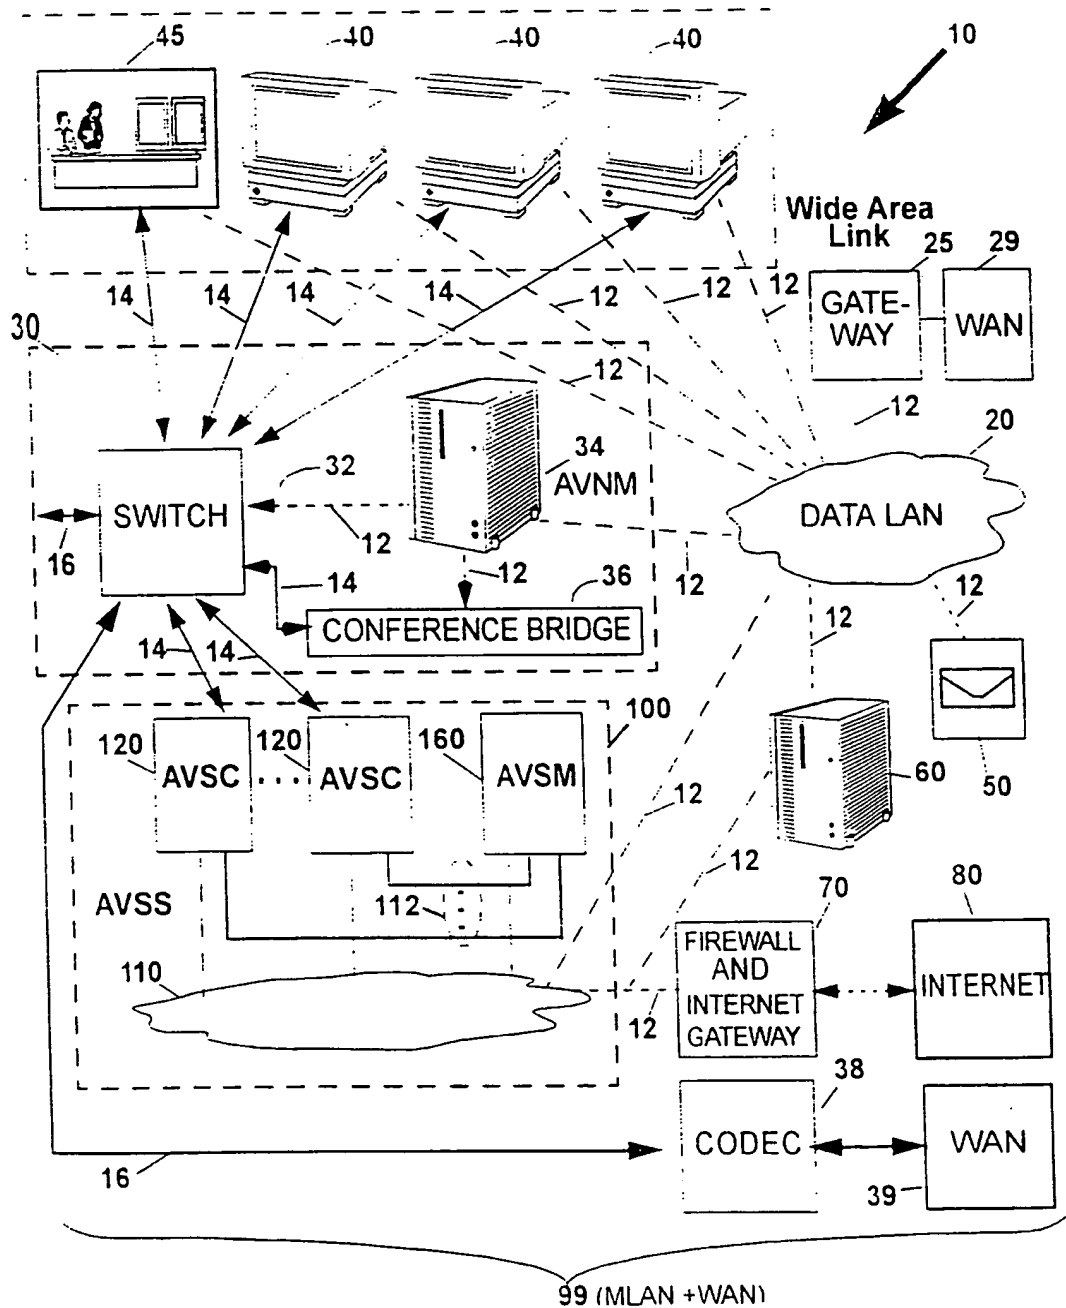 45
40
40
40
10
Wide Area
Link
25
29
14
14
14
14
12
12
12
GATE-
WAY
WAN
30
12
12
20
34
AVNM
32
SWITCH
DATA LAN
16
12
12
14
36
12
12
12
CONFERENCE BRIDGE
14
14
100
120
120
160
AVSC
AVSC
AVSM
60
50
12
12
AVSS
112
70
80
FIREWALL
AND
INTERNET
GATEWAY
INTERNET
110
12
38
CODEC
WAN
16
39
99 (MLAN +WAN)